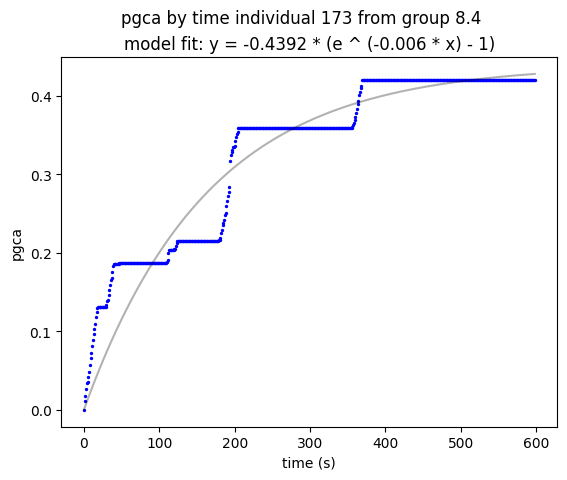 pgca by time individual 173 from group 8.4
model fit: y = -0.4392 * (e ^ (-0.006 * x) - 1)
0.4
0.3
0.2
0.1
0.0
pgca
0 100 200 300 400 500 600
time (s)